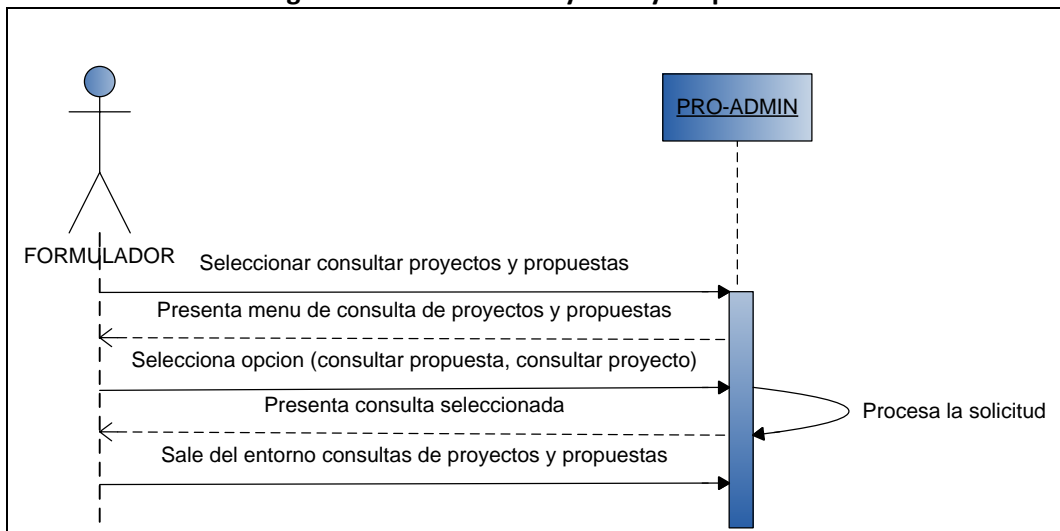 PRO-ADMIN
FORMULADOR
Seleccionar consultar proyectos y propuestas
Presenta menu de consulta de proyectos y propuestas
Selecciona opcion (consultar propuesta, consultar proyecto)
Presenta consulta seleccionada
Procesa la solicitud
Sale del entorno consultas de proyectos y propuestas